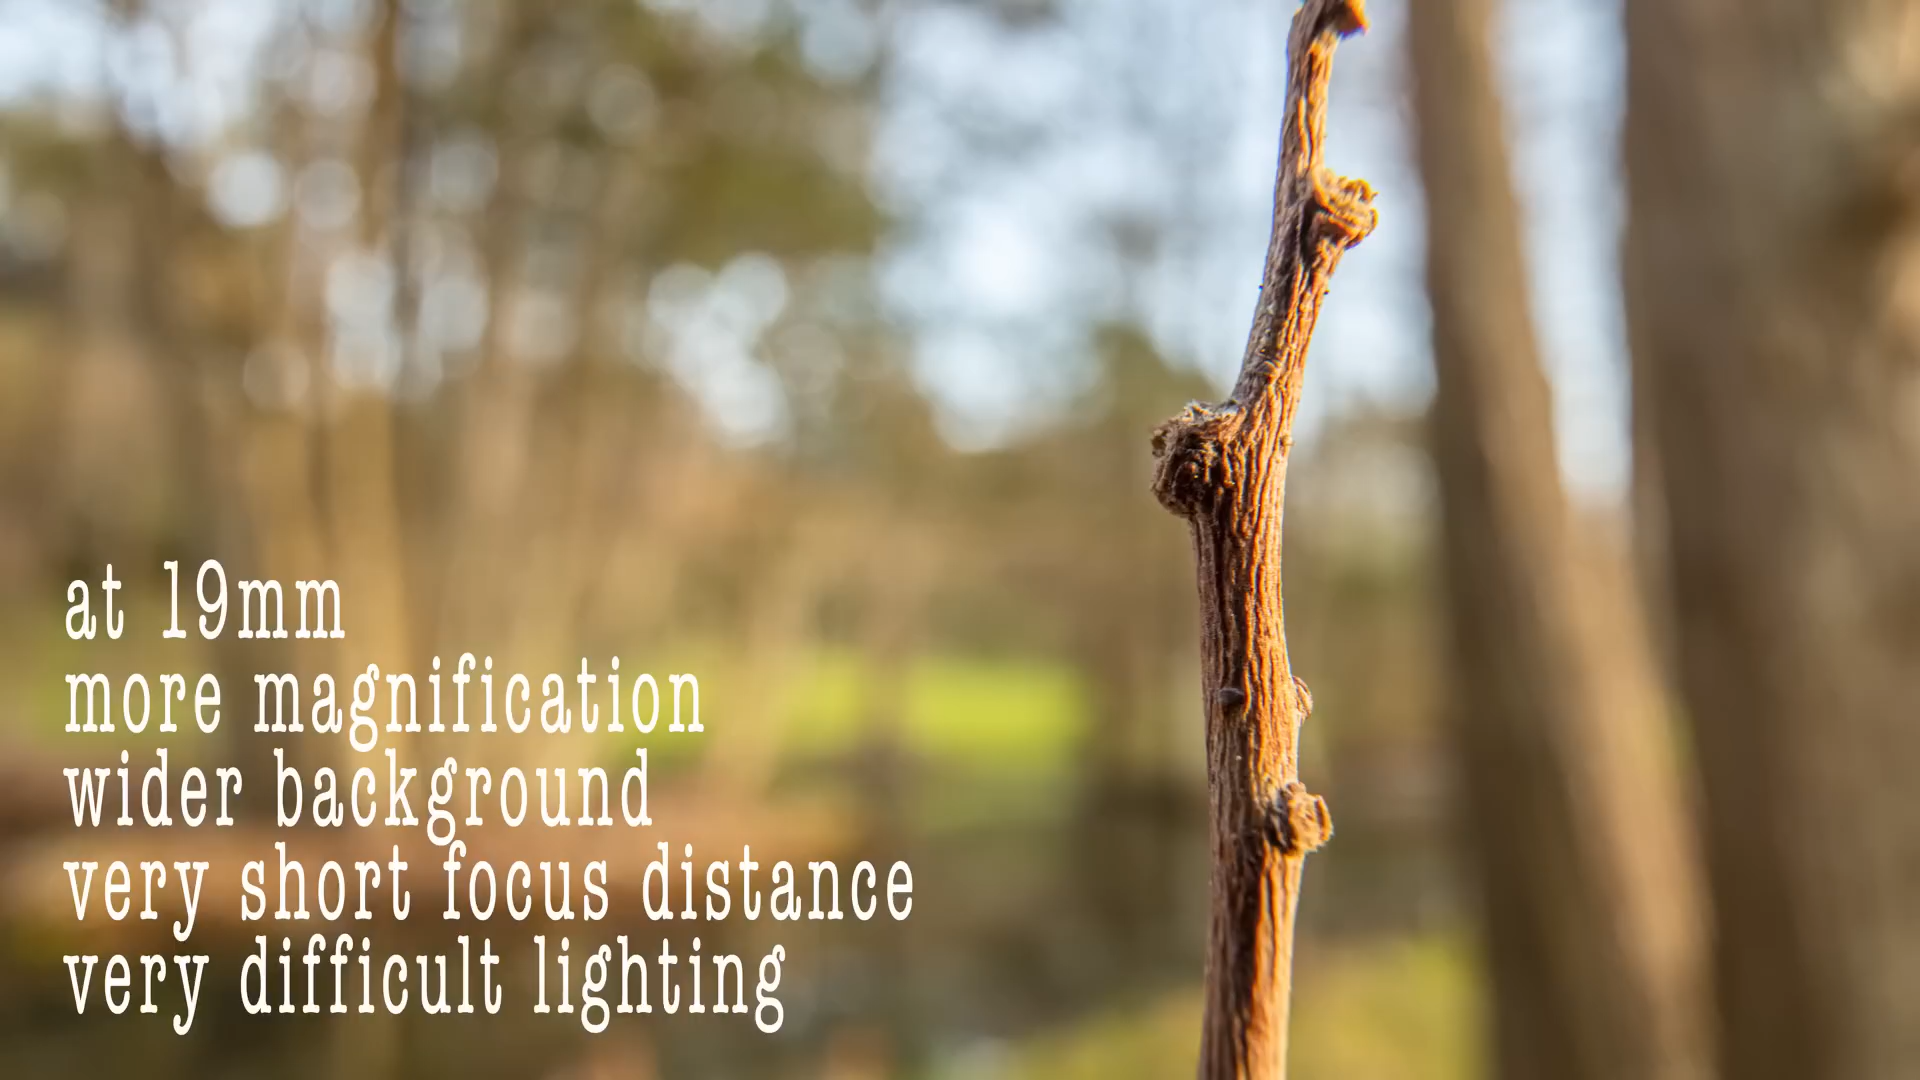 at 19mm
more magnification
wider background
very short focus distance
very difficult lighting